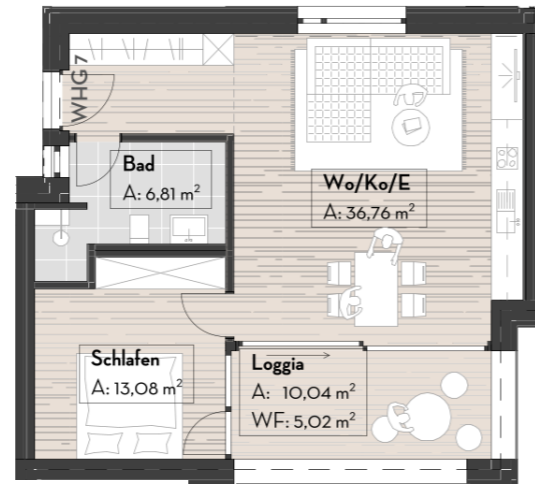 WHG 7
Bad
A: 6,81 m²
Wo/Ko/E
A: 36,76 m²
Schlafen
A: 13,08 m²
Loggia
A: 10,04 m²
WF: 5,02 m²